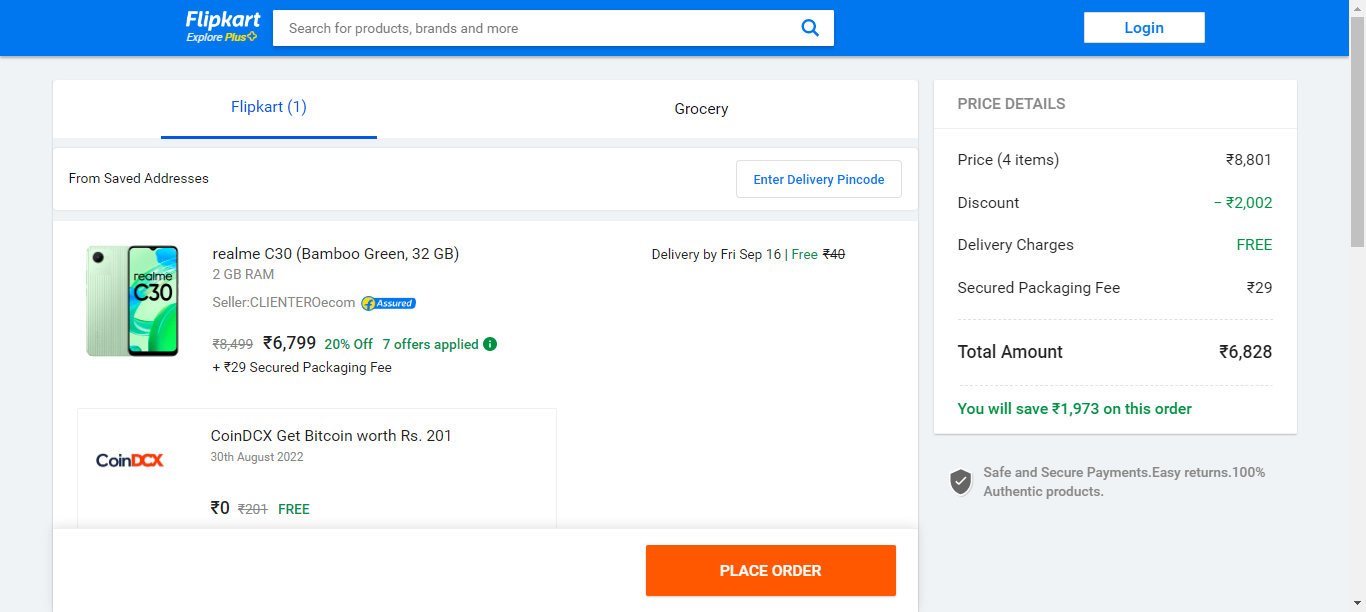 Flipkart
Explore Plus
Search for products, brands and more
Login
Flipkart (1)
Grocery
From Saved Addresses
Enter Delivery Pincode
realme C30 (Bamboo Green, 32 GB)
2 GB RAM
Seller:CLIENTEROecom
Assured
₹8,499 ₹6,799 20% Off 7 offers applied
+ ₹29 Secured Packaging Fee
realme
C30
Delivery by Fri Sep 16 | Free ₹40
CoinDCX
CoinDCX Get Bitcoin worth Rs. 201
30th August 2022
₹0 ₹201 FREE
PLACE ORDER
PRICE DETAILS
Price (4 items) ₹8,801
Discount − ₹2,002
Delivery Charges FREE
Secured Packaging Fee ₹29
Total Amount ₹6,828
You will save ₹1,973 on this order
Safe and Secure Payments.Easy returns.100%
Authentic products.